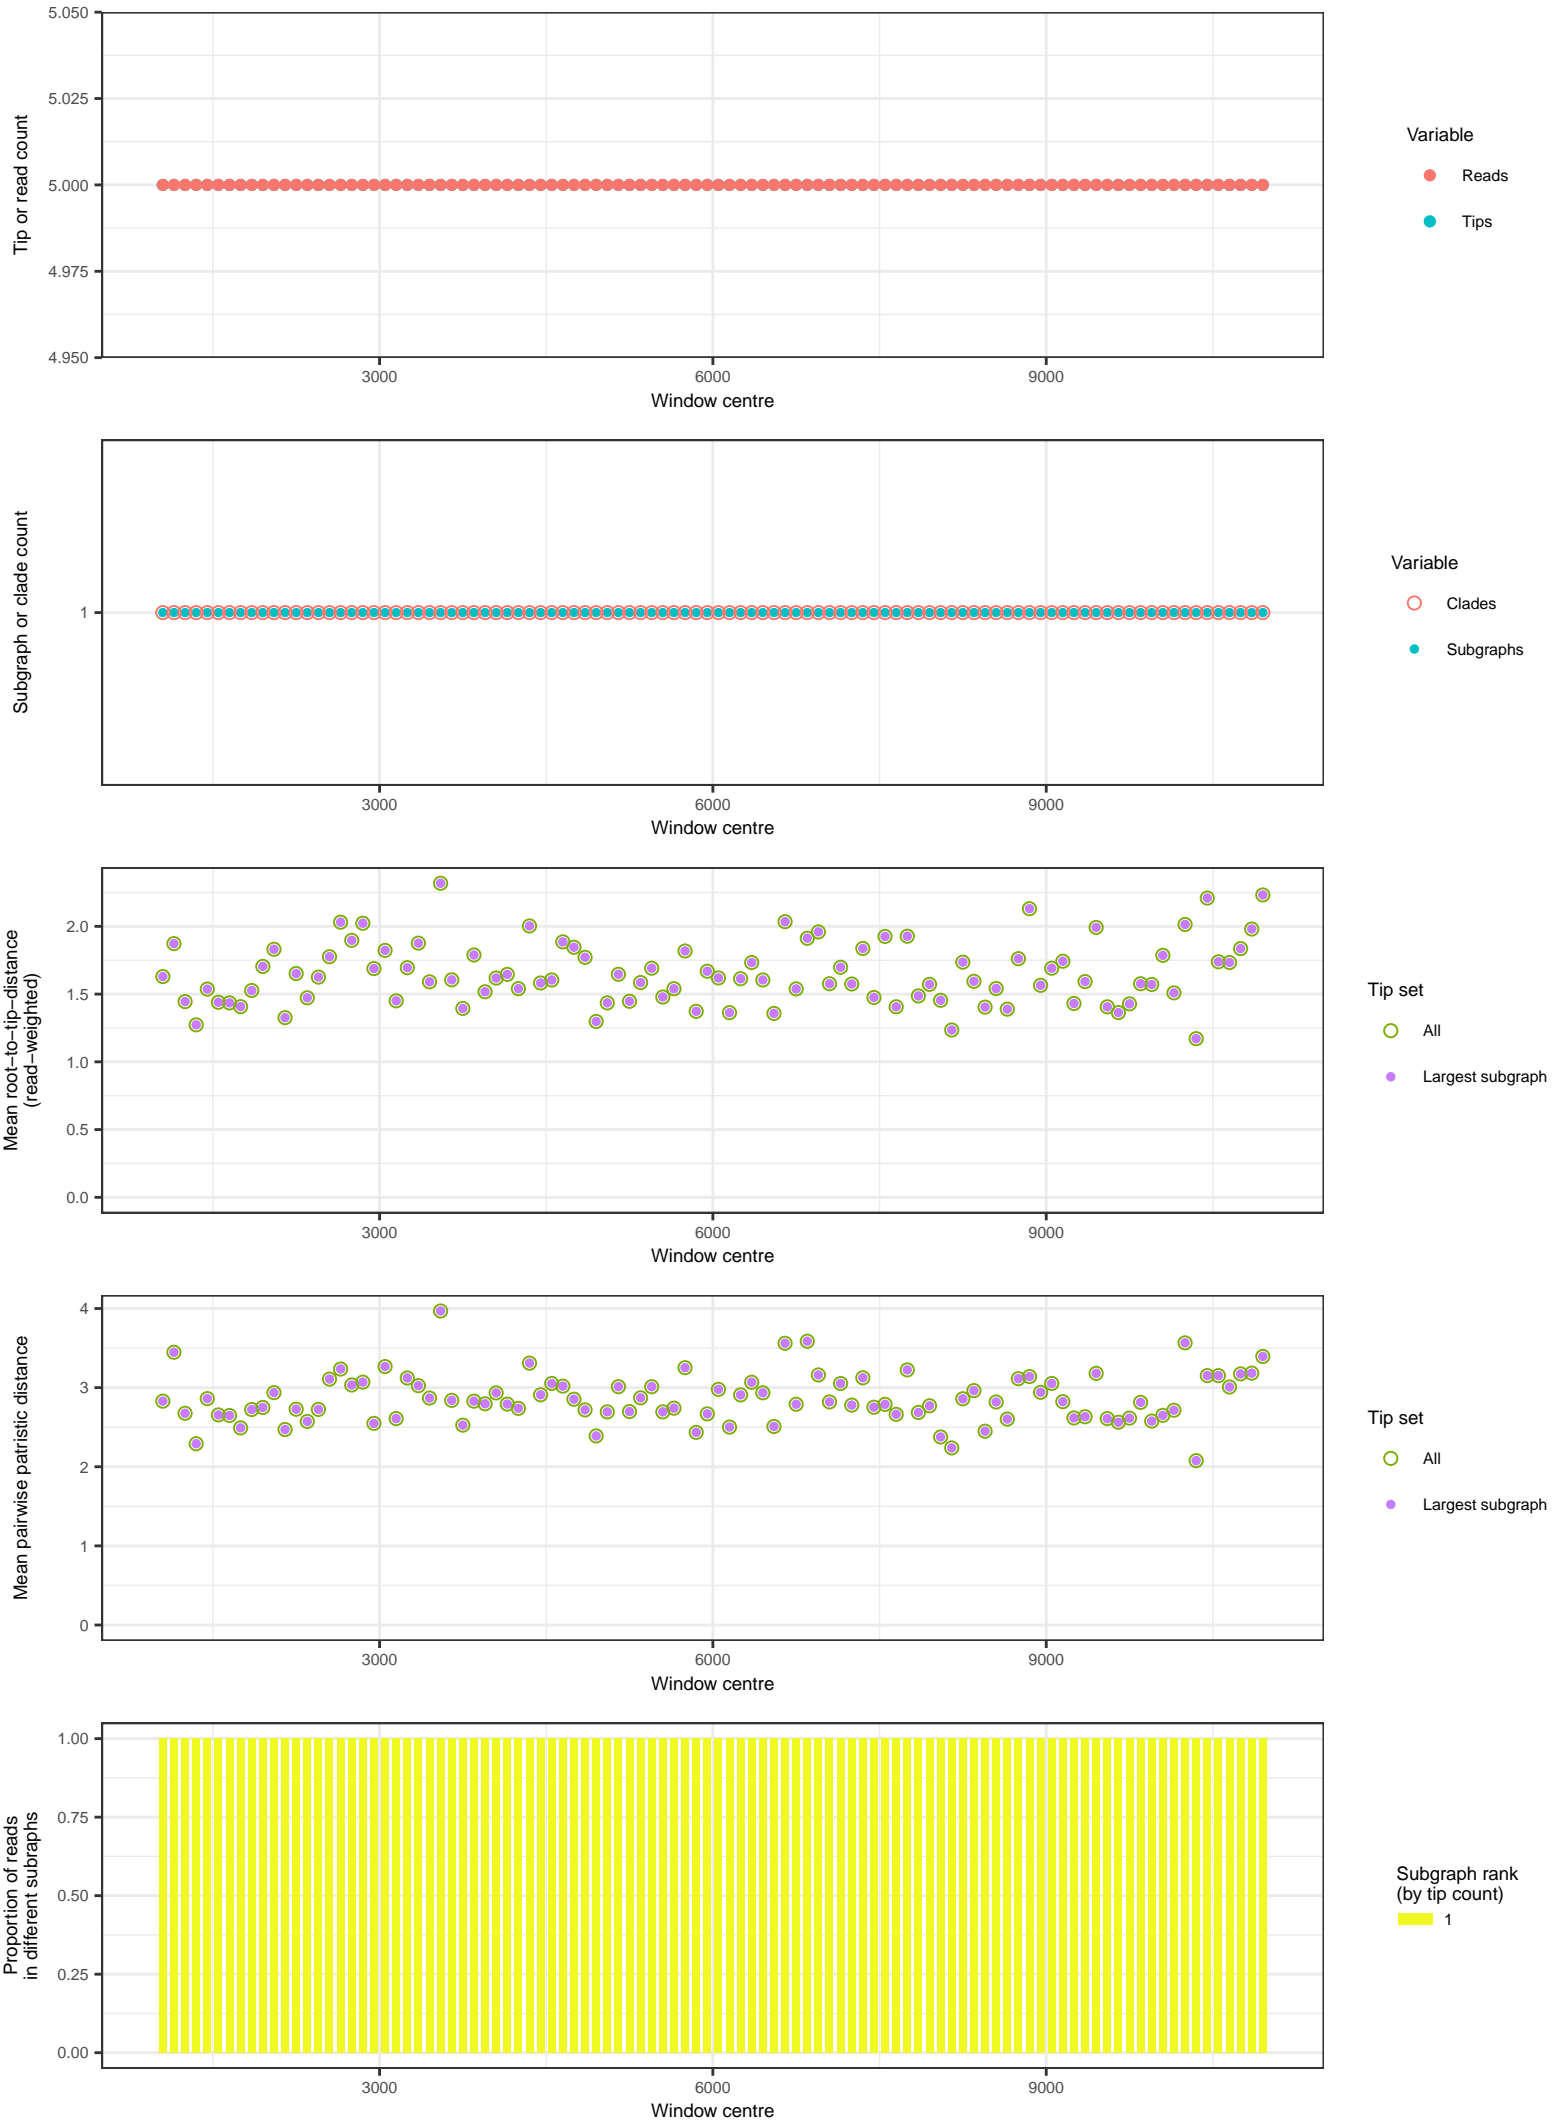 5.050
5.025
5.000
4.975
4.950
Tip or read count
3000
6000
9000
Window centre
Variable
Reads
Tips
1
Subgraph or clade count
3000
6000
9000
Window centre
Variable
Clades
Subgraphs
2.0
1.5
1.0
0.5
0.0
Mean root−to−tip−distance
(read−weighted)
3000
6000
9000
Window centre
Tip set
All
Largest subgraph
4
3
2
1
0
Mean pairwise patristic distance
3000
6000
9000
Window centre
Tip set
All
Largest subgraph
1.00
0.75
0.50
0.25
0.00
Proportion of reads
in different subraphs
3000
6000
9000
Window centre
Subgraph rank
(by tip count)
1